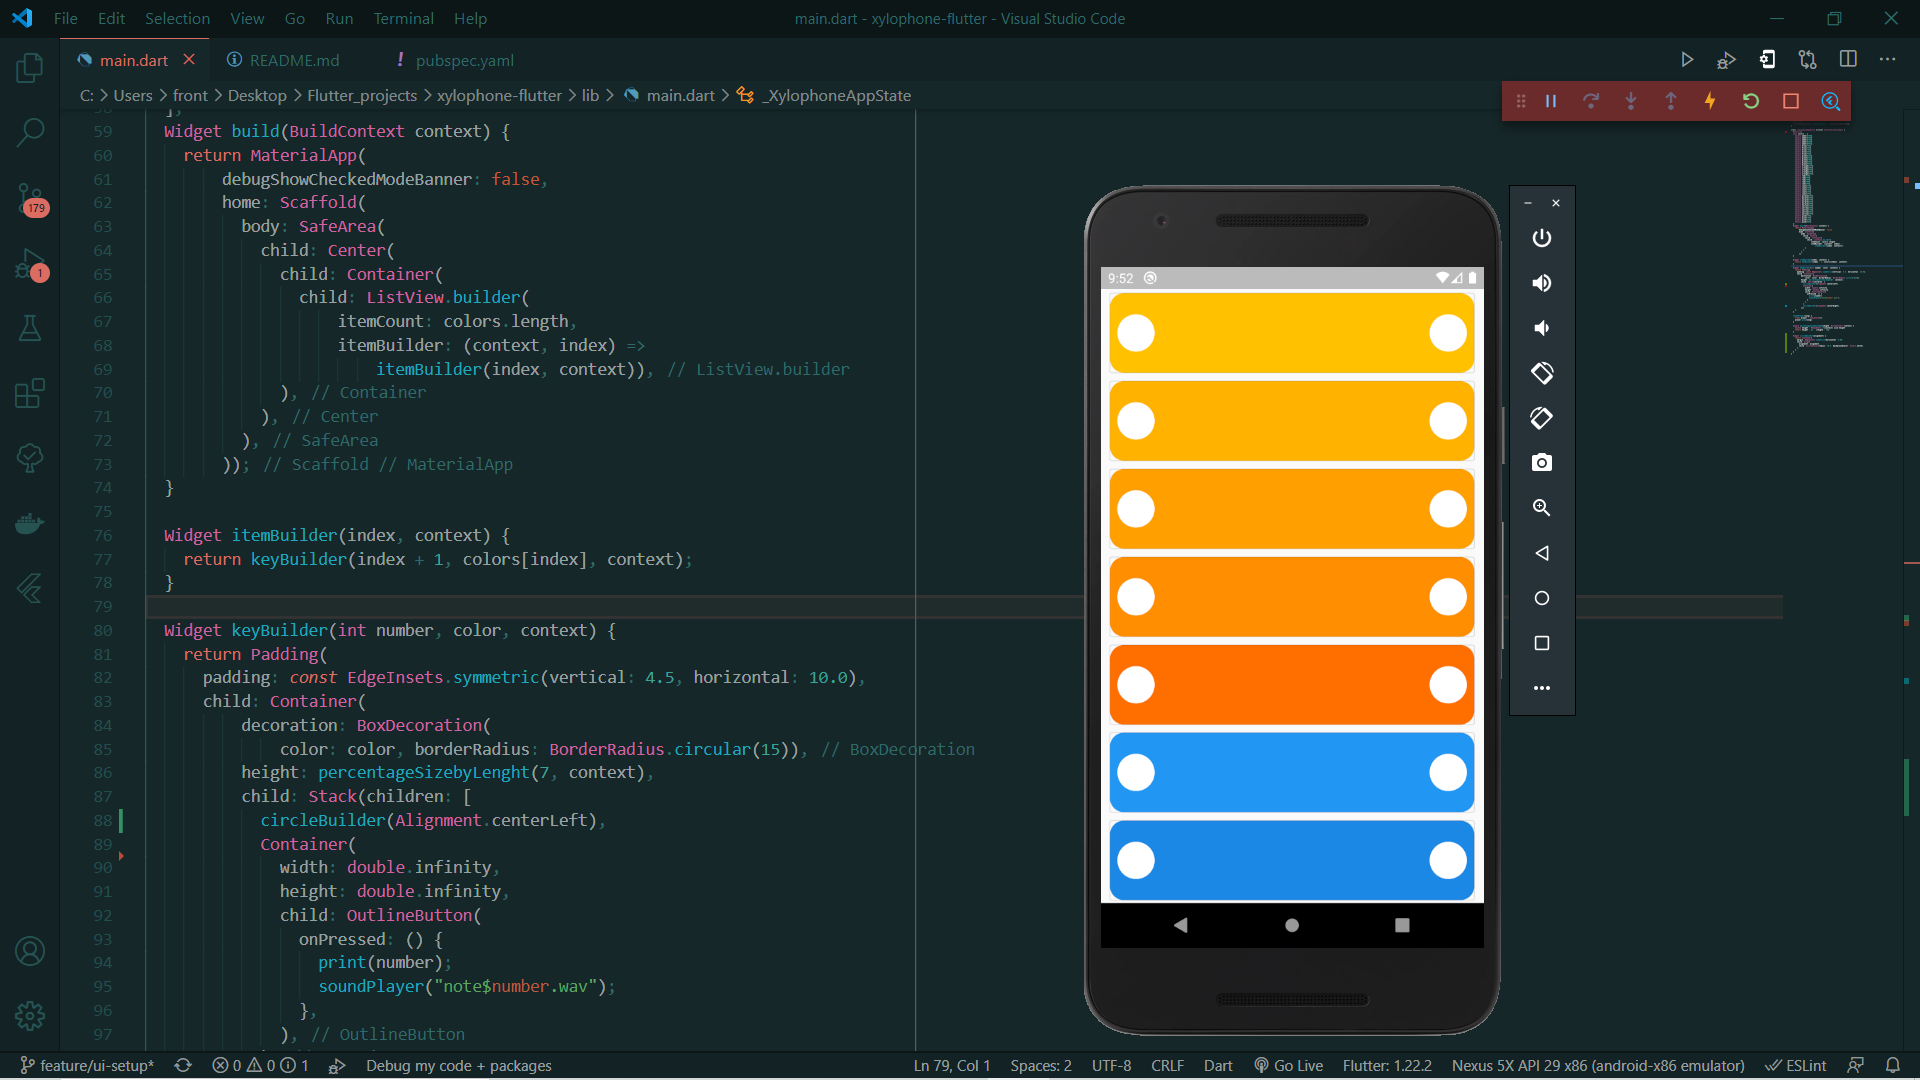 File Edit Selection View Go Run Terminal Help
main.dart - xylophone-flutter - Visual Studio Code
main.dart
README.md
! pubspec.yaml
C: > Users > front > Desktop > Flutter_projects > xylophone-flutter > lib > main.dart > _XylophoneAppState
59 Widget build(BuildContext context) {
60 return MaterialApp(
61 debugShowCheckedModeBanner: false,
62 home: Scaffold(
63 body: SafeArea(
64 child: Center(
65 child: Container(
66 child: ListView.builder(
67 itemCount: colors.length,
68 itemBuilder: (context, index) =>
69 itemBuilder(index, context)), // ListView.builder
70 ), // Container
71 ), // Center
72 ), // SafeArea
73 )); // Scaffold // MaterialApp
74 }
75
76 Widget itemBuilder(index, context) {
77 return keyBuilder(index + 1, colors[index], context);
78 }
79
80 Widget keyBuilder(int number, color, context) {
81 return Padding(
82 padding: const EdgeInsets.symmetric(vertical: 4.5, horizontal: 10.0),
83 child: Container(
84 decoration: BoxDecoration(
85 color: color, borderRadius: BorderRadius.circular(15)), // BoxDecoration
86 height: percentageSizebyLenght(7, context),
87 child: Stack(children: [
88 circleBuilder(Alignment.centerLeft),
89 Container(
90 width: double.infinity,
91 height: double.infinity,
92 child: OutlineButton(
93 onPressed: () {
94 print(number);
95 soundPlayer("note$number.wav");
96 },
97 ), // OutlineButton
179
1
9:52
feature/ui-setup* 0 0 1 Debug my code + packages
Ln 79, Col 1 Spaces: 2 UTF-8 CRLF Dart Go Live Flutter: 1.22.2 Nexus 5X API 29 x86 (android-x86 emulator) ESLint